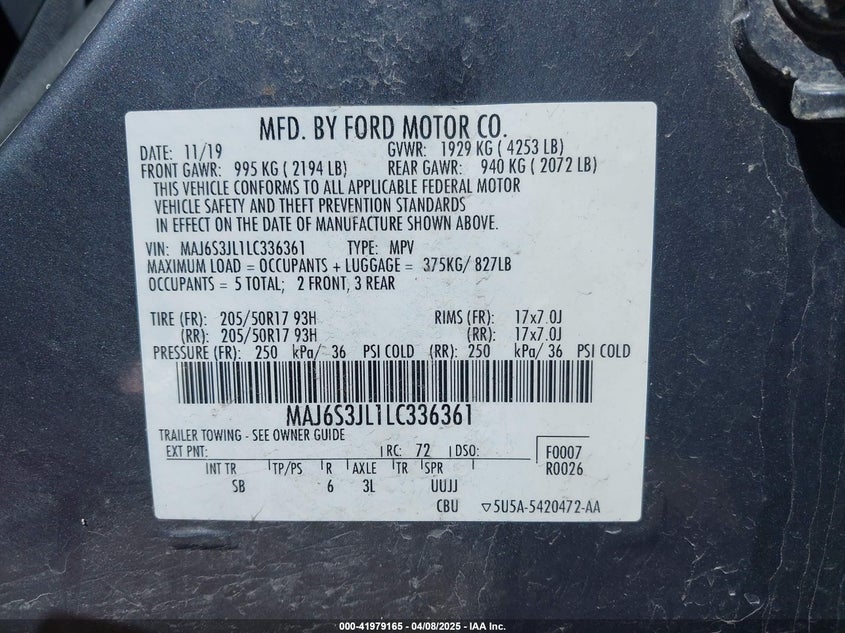 MFD. BY FORD MOTOR CO.
DATE: 11/19 GVWR: 1929 KG ( 4253 LB)
FRONT GAWR: 995 KG ( 2194 LB) REAR GAWR: 940 KG ( 2072 LB)
THIS VEHICLE CONFORMS TO ALL APPLICABLE FEDERAL MOTOR
VEHICLE SAFETY AND THEFT PREVENTION STANDARDS
IN EFFECT ON THE DATE OF MANUFACTURE SHOWN ABOVE.
VIN: MAJ6S3JL1LC336361 TYPE: MPV
MAXIMUM LOAD = OCCUPANTS + LUGGAGE = 375KG/ 827LB
OCCUPANTS = 5 TOTAL; 2 FRONT, 3 REAR
TIRE (FR): 205/50R17 93H RIMS (FR): 17x7.0J
(RR): 205/50R17 93H (RR): 17x7.0J
PRESSURE (FR): 250 kPa/ 36 PSI COLD (RR): 250 kPa/ 36 PSI COLD
MAJ6S3JL1LC336361
TRAILER TOWING - SEE OWNER GUIDE
EXT PNT: RC: 72 DSO: F0007
R0026
INT TR TP/PS R AXLE TR SPR
SB 6 3L UUJJ
CBU ▽5U5A-5420472-AA
000-41979165 - 04/08/2025 - IAA Inc.